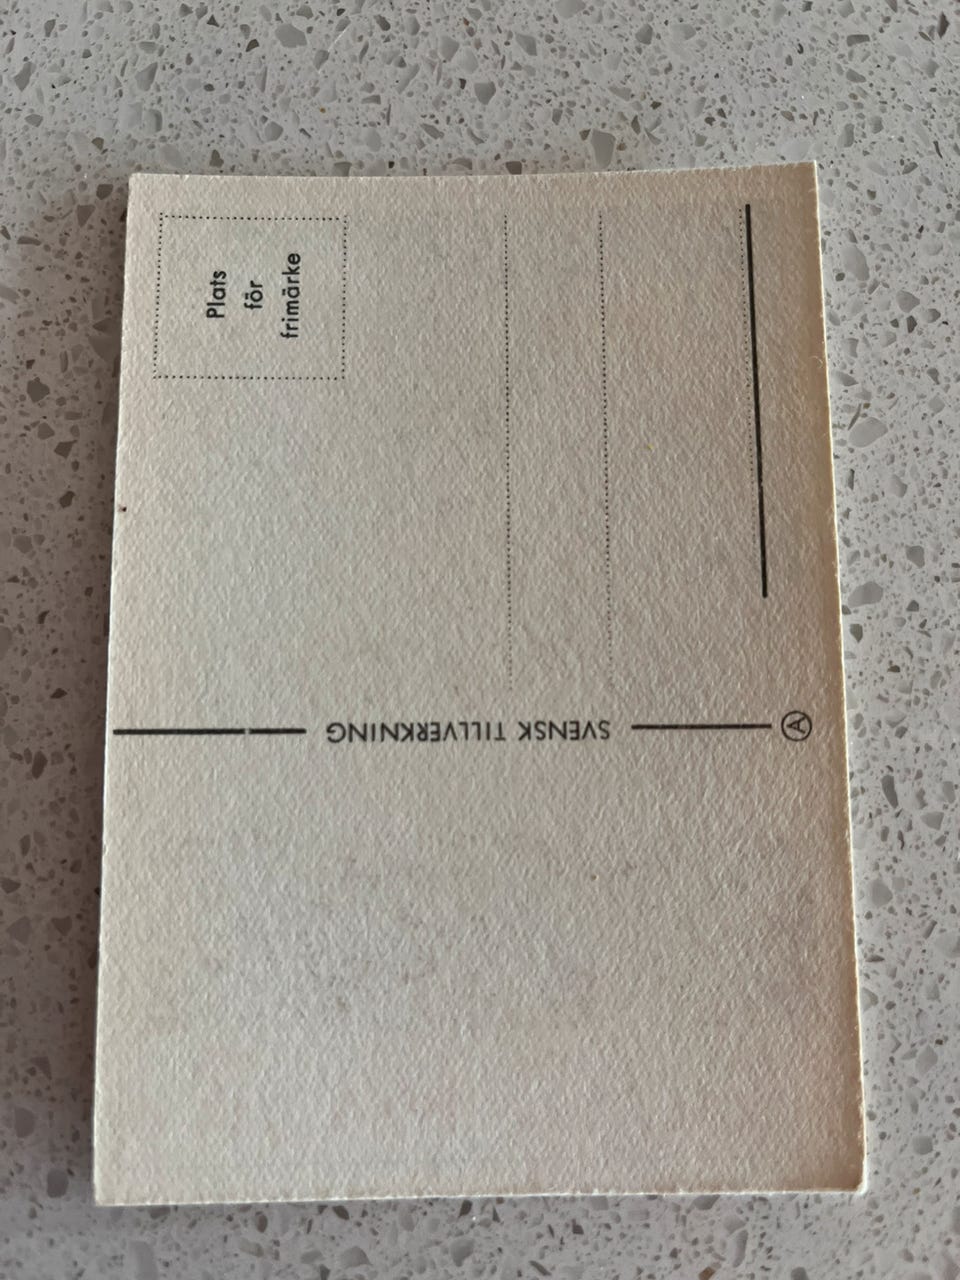 Plats
för
frimärke
SVENSK TILLVERKNING
A